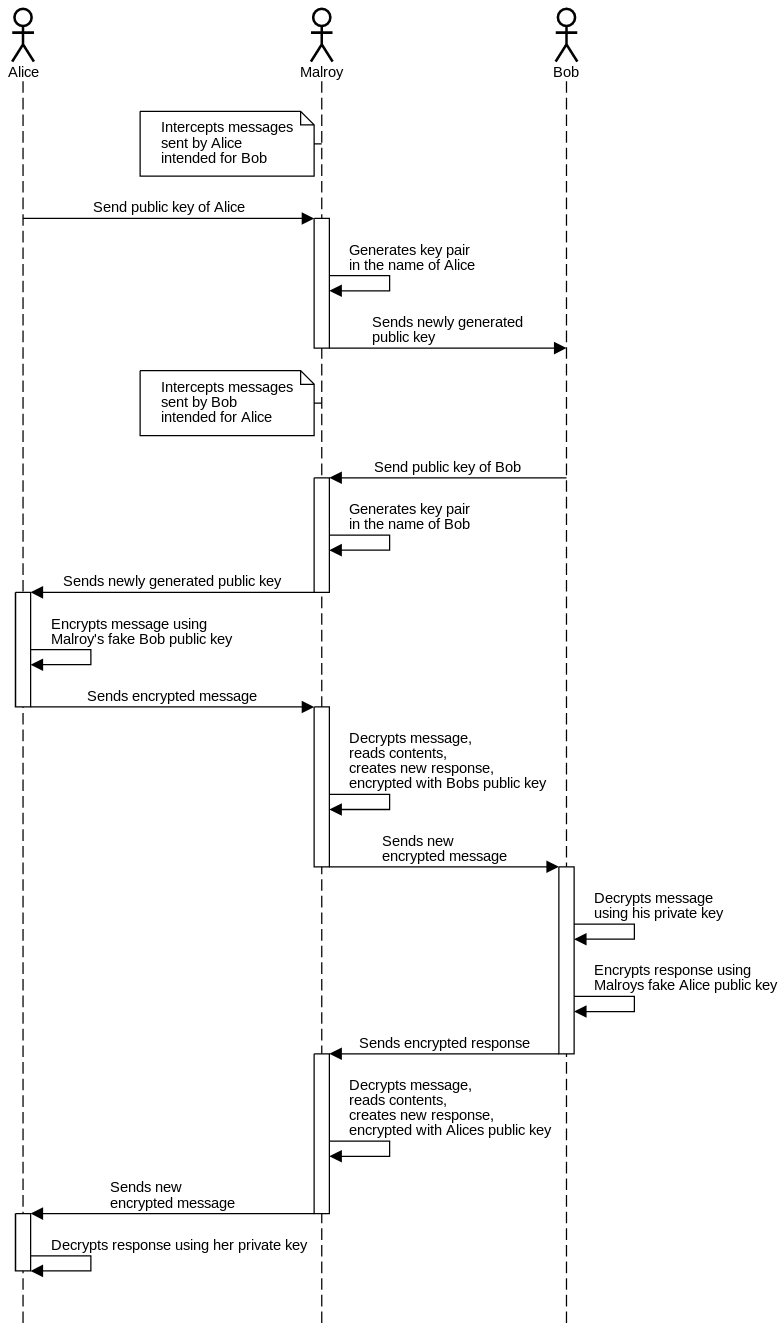 Alice
Malroy
Bob
Intercepts messages
sent by Alice
intended for Bob
Send public key of Alice
Generates key pair
in the name of Alice
Sends newly generated
public key
Intercepts messages
sent by Bob
intended for Alice
Send public key of Bob
Generates key pair
in the name of Bob
Sends newly generated public key
Encrypts message using
Malroy's fake Bob public key
Sends encrypted message
Decrypts message,
reads contents,
creates new response,
encrypted with Bobs public key
Sends new
encrypted message
Decrypts message
using his private key
Encrypts response using
Malroys fake Alice public key
Sends encrypted response
Decrypts message,
reads contents,
creates new response,
encrypted with Alices public key
Sends new
encrypted message
Decrypts response using her private key